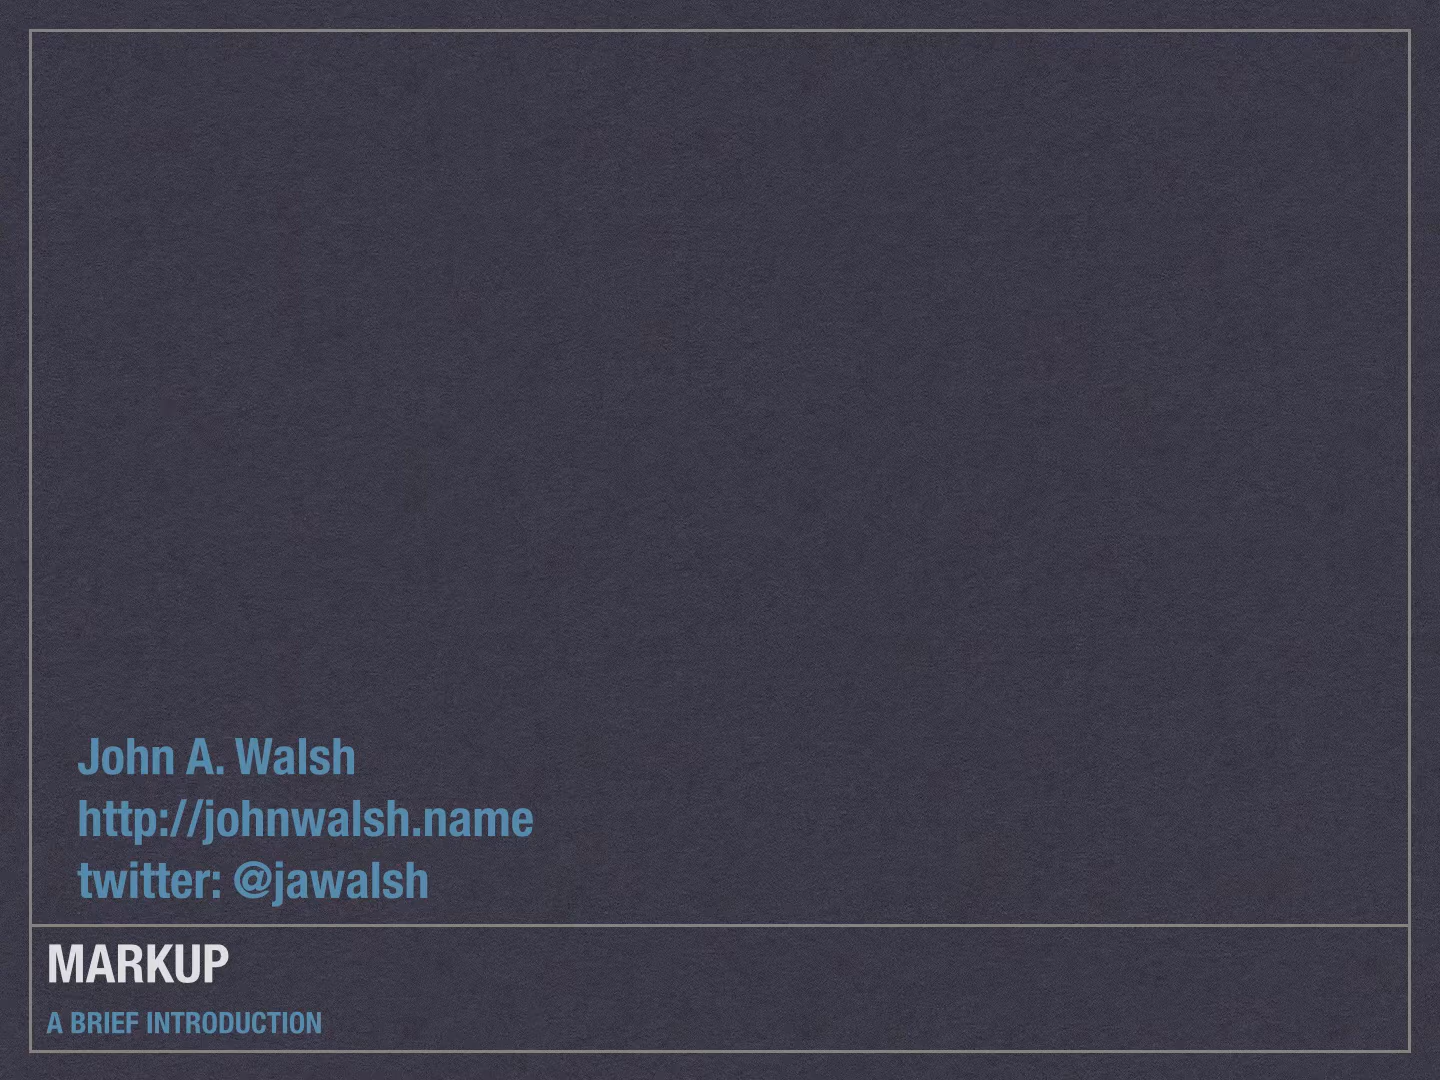 John A. Walsh
http://johnwalsh.name
twitter: @jawalsh
MARKUP
A BRIEF INTRODUCTION